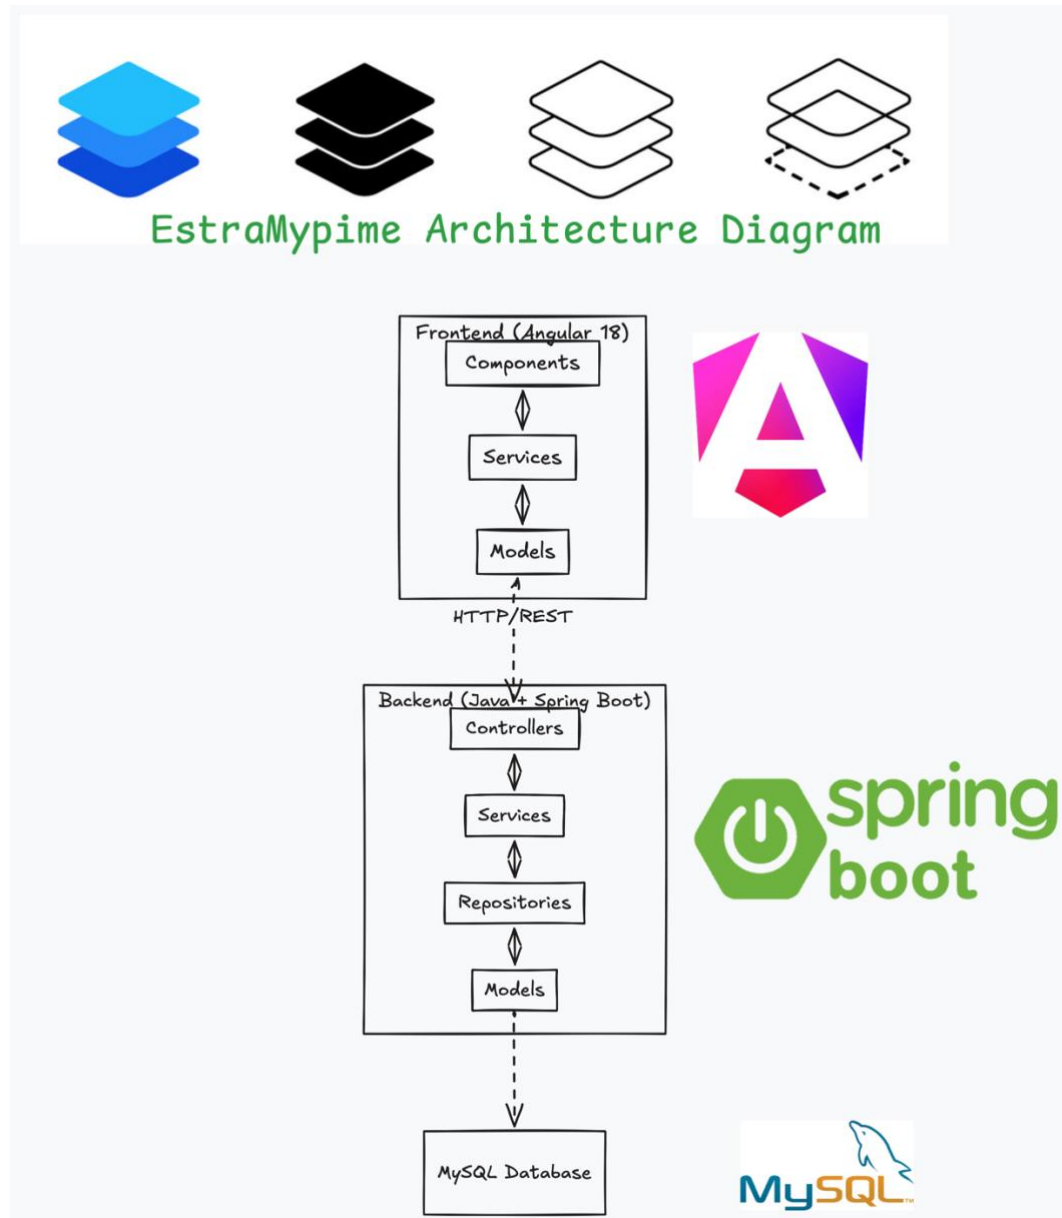 EstraMypime Architecture Diagram
Frontend (Angular 18)
Components
Services
Models
HTTP/REST
Backend (Java + Spring Boot)
Controllers
Services
Repositories
Models
spring
boot
MySQL Database
MySQL™